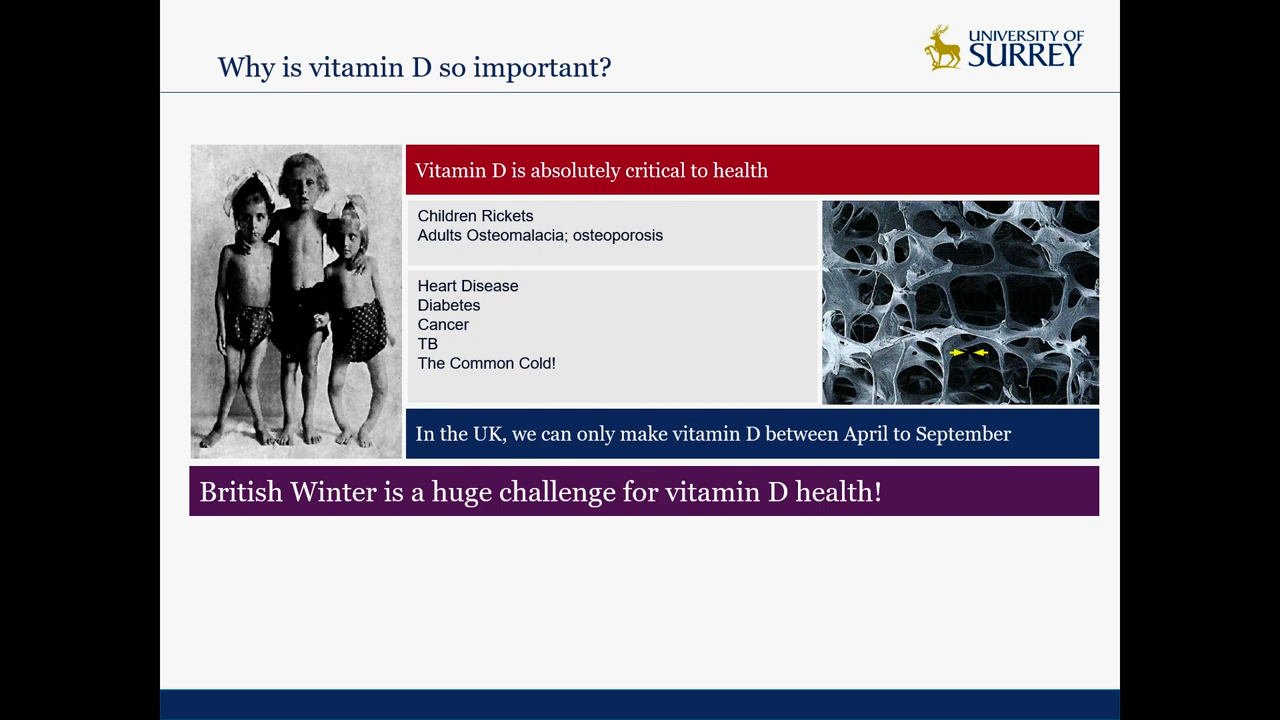 Why is vitamin D so important?
UNIVERSITY OF
SURREY
Vitamin D is absolutely critical to health
Children Rickets
Adults Osteomalacia; osteoporosis
Heart Disease
Diabetes
Cancer
TB
The Common Cold!
In the UK, we can only make vitamin D between April to September
British Winter is a huge challenge for vitamin D health!